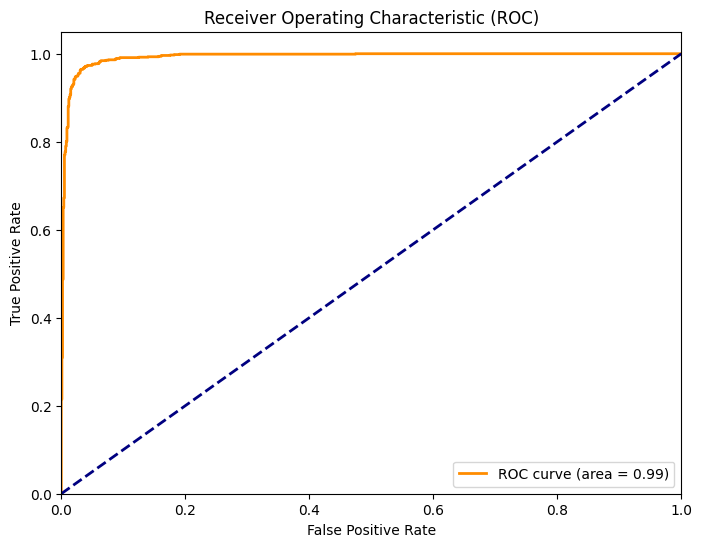 Receiver Operating Characteristic (ROC)
True Positive Rate
1.0
0.8
0.6
0.4
0.2
0.0
0.0 0.2 0.4 0.6 0.8 1.0
False Positive Rate
ROC curve (area = 0.99)